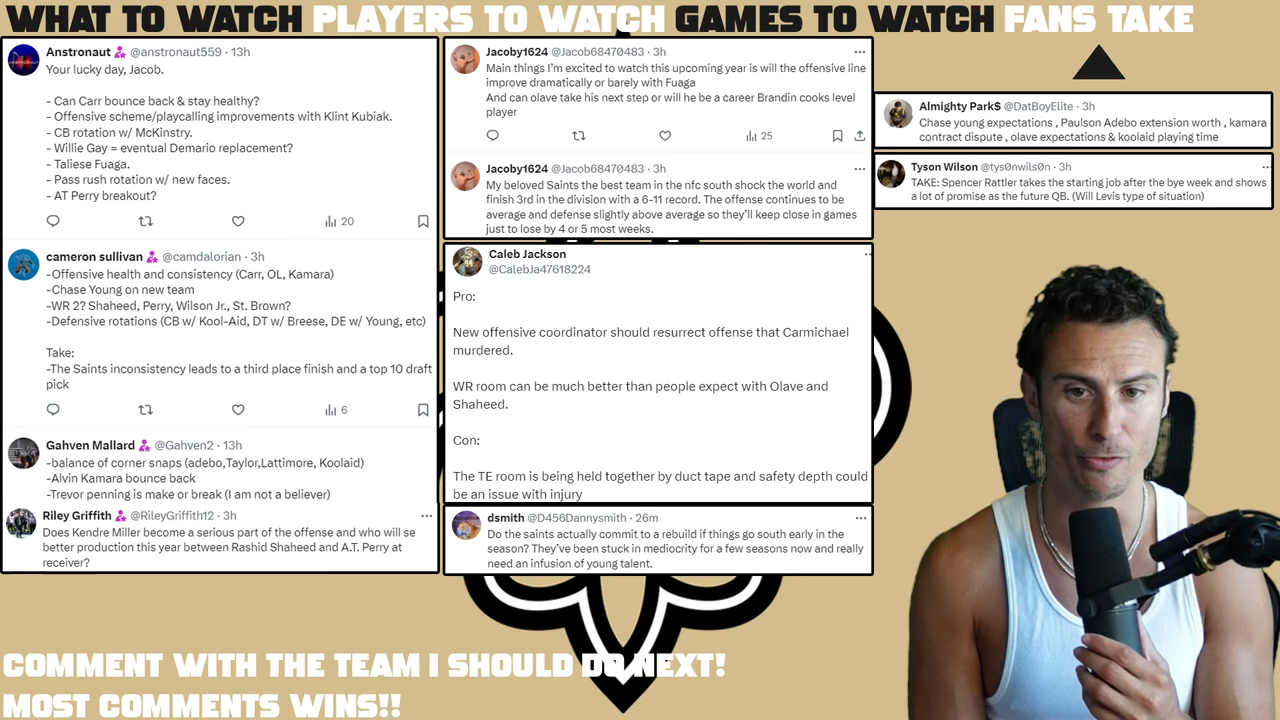 WHAT TO WATCH PLAYERS TO WATCH GAMES TO WATCH FANS TAKE
Anstronaut @anstronaut559 · 13h
Your lucky day, Jacob.
- Can Carr bounce back & stay healthy?
- Offensive scheme/playcalling improvements with Klint Kubiak.
- CB rotation w/ McKinstry.
- Willie Gay = eventual Demario replacement?
- Taliese Fuaga.
- Pass rush rotation w/ new faces.
- AT Perry breakout?
20
cameron sullivan @camdalorian · 3h
-Offensive health and consistency (Carr, OL, Kamara)
-Chase Young on new team
-WR 2? Shaheed, Perry, Wilson Jr., St. Brown?
-Defensive rotations (CB w/ Kool-Aid, DT w/ Breese, DE w/ Young, etc)
Take:
-The Saints inconsistency leads to a third place finish and a top 10 draft
pick
6
Gahven Mallard @Gahven2 · 13h
-balance of corner snaps (adebo,Taylor,Lattimore, Koolaid)
-Alvin Kamara bounce back
-Trevor penning is make or break (I am not a believer)
Riley Griffith @RileyGriffith12 · 3h
Does Kendre Miller become a serious part of the offense and who will se
better production this year between Rashid Shaheed and A.T. Perry at
receiver?
Jacoby1624 @Jacob68470483 · 3h
Main things I'm excited to watch this upcoming year is will the offensive line
improve dramatically or barely with Fuaga
And can olave take his next step or will he be a career Brandin cooks level
player
25
Jacoby1624 @Jacob68470483 · 3h
My beloved Saints the best team in the nfc south shock the world and
finish 3rd in the division with a 6-11 record. The offense continues to be
average and defense slightly above average so they'll keep close in games
just to lose by 4 or 5 most weeks.
Caleb Jackson
@CalebJa47618224
Pro:
New offensive coordinator should resurrect offense that Carmichael
murdered.
WR room can be much better than people expect with Olave and
Shaheed.
Con:
The TE room is being held together by duct tape and safety depth could
be an issue with injury
dsmith @D456Dannysmith · 26m
Do the saints actually commit to a rebuild if things go south early in the
season? They've been stuck in mediocrity for a few seasons now and really
need an infusion of young talent.
Almighty Park$ @DatBoyElite · 3h
Chase young expectations , Paulson Adebo extension worth , kamara
contract dispute , olave expectations & koolaid playing time
Tyson Wilson @tys0nwils0n · 3h
TAKE: Spencer Rattler takes the starting job after the bye week and shows
a lot of promise as the future QB. (Will Levis type of situation)
COMMENT WITH THE TEAM I SHOULD DO NEXT!
MOST COMMENTS WINS!!